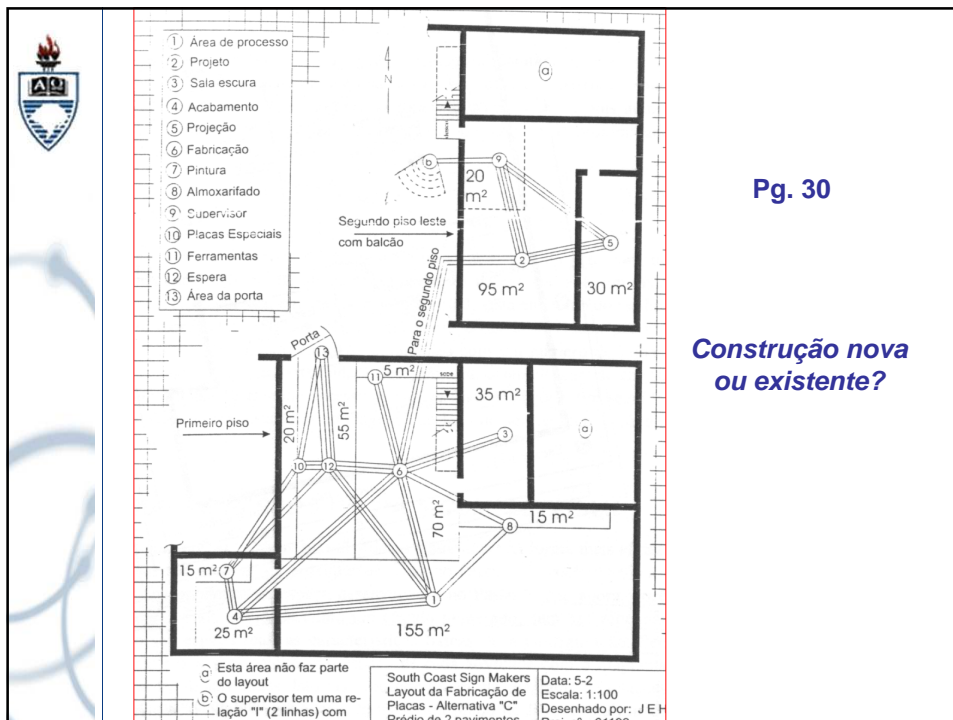 ΑΩ
1 Área de processo
2 Projeto
3 Sala escura
4 Acabamento
5 Projeção
6 Fabricação
7 Pintura
8 Almoxarifado
9 Supervisor
10 Placas Especiais
11 Ferramentas
12 Espera
13 Área da porta
N
a
b
9
20
m²
Segundo piso leste
com balcão
5
2
95 m²
30 m²
Para o segundo piso
Porta
13
11
5 m²
sobe
35 m²
3
a
Primeiro piso
20 m²
55 m²
10
12
6
70 m²
8
15 m²
15 m²
7
4
1
25 m²
155 m²
a Esta área não faz parte
do layout
b O supervisor tem uma re-
lação "I" (2 linhas) com
South Coast Sign Makers
Layout da Fabricação de
Placas - Alternativa "C"
Prédio de 2 pavimentos
Data: 5-2
Escala: 1:100
Desenhado por: J E H
Pg. 30
Construção nova
ou existente?